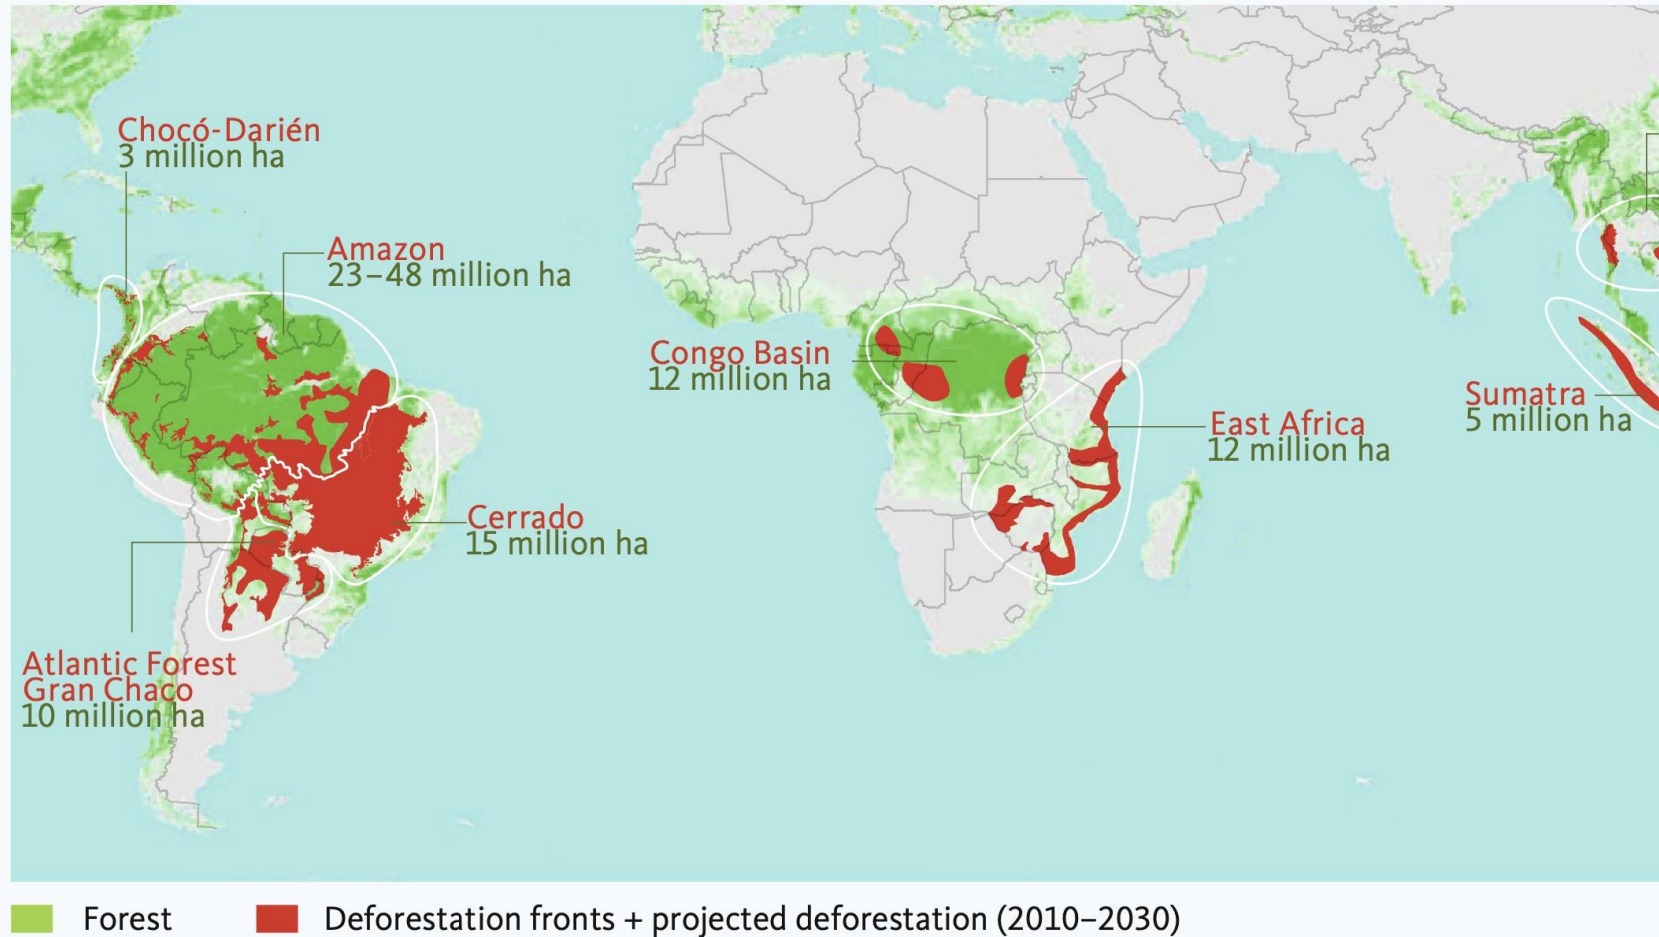 Chocó-Darién
3 million ha
Amazon
23–48 million ha
Congo Basin
12 million ha
Sumatra
5 million ha
East Africa
12 million ha
Cerrado
15 million ha
Atlantic Forest
Gran Chaco
10 million ha
Forest
Deforestation fronts + projected deforestation (2010–2030)